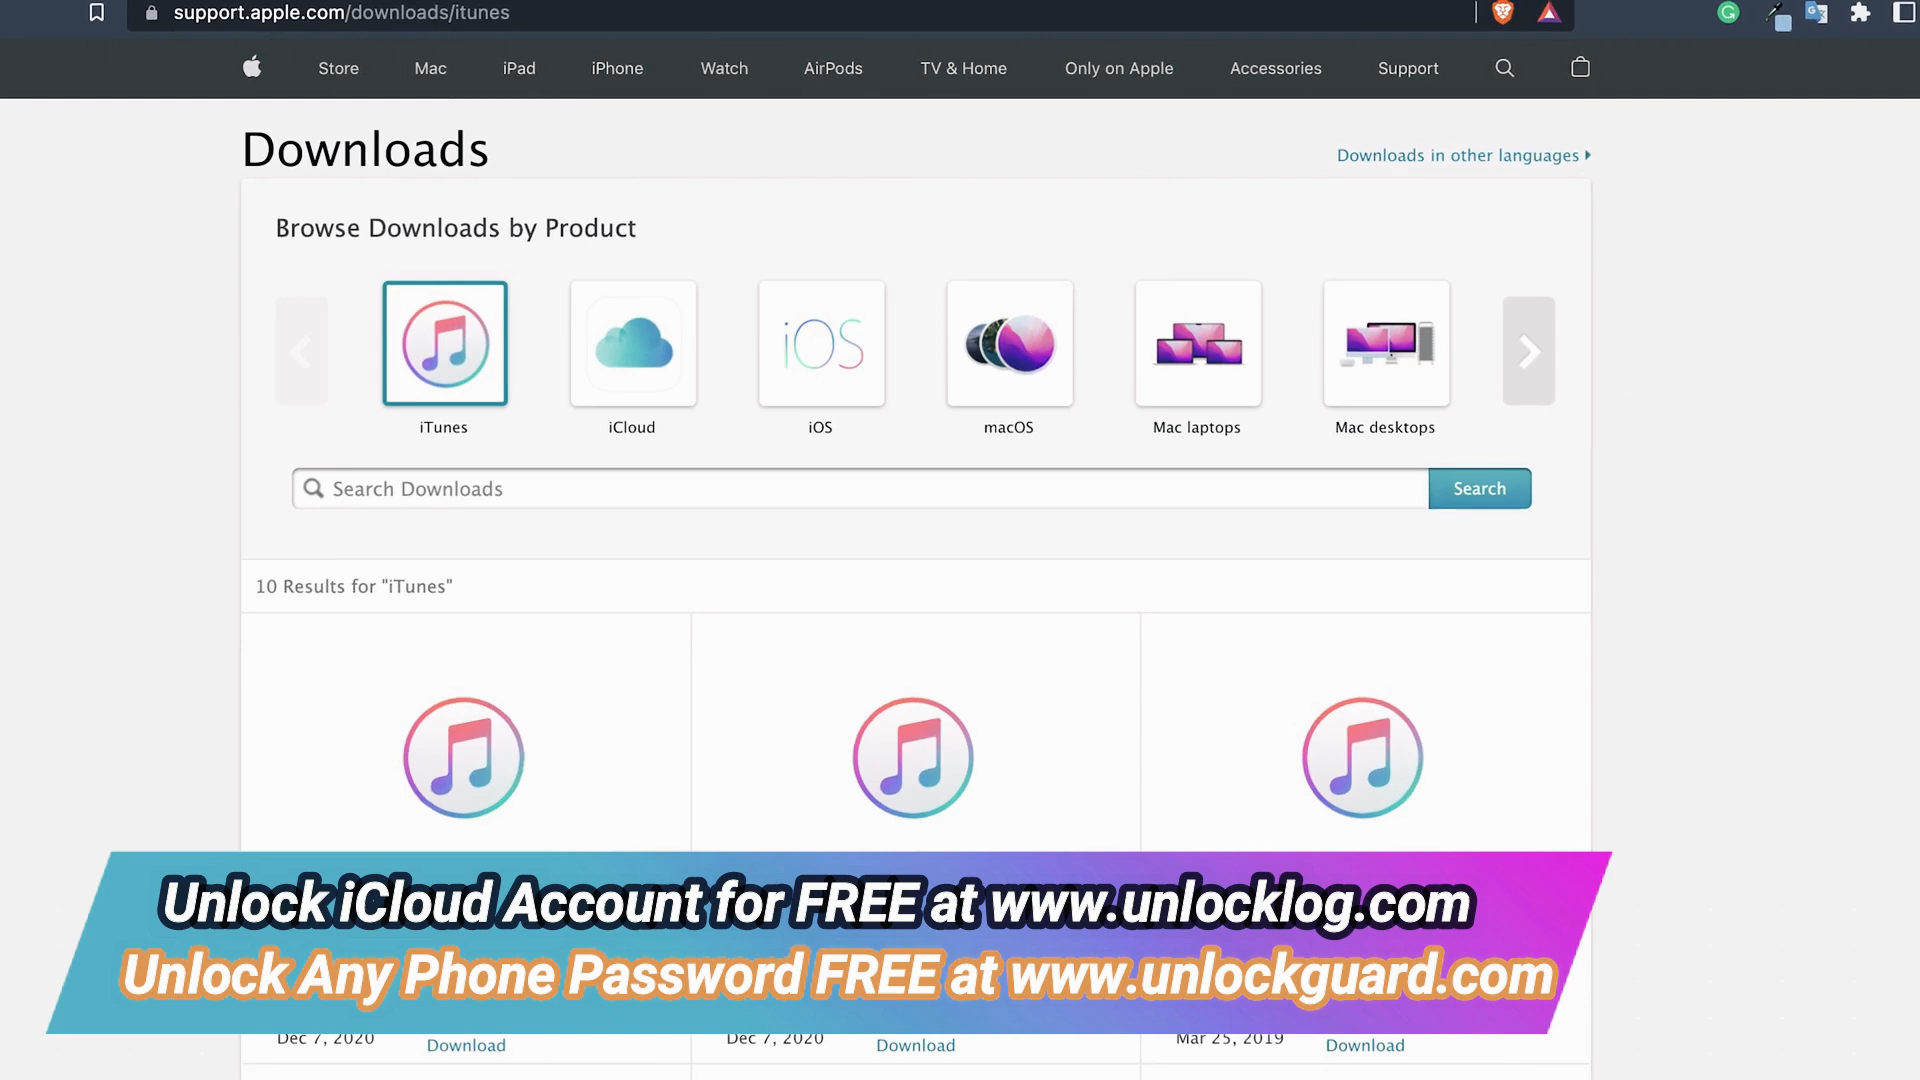 support.apple.com/downloads/itunes
Store Mac iPad iPhone Watch AirPods TV & Home Only on Apple Accessories Support
Downloads
Downloads in other languages
Browse Downloads by Product
iOS
iTunes iCloud iOS macOS Mac laptops Mac desktops
Search Downloads Search
10 Results for "iTunes"
Unlock iCloud Account for FREE at www.unlocklog.com
Unlock Any Phone Password FREE at www.unlockguard.com
Dec 7, 2020 Download Dec 7, 2020 Download Mar 25, 2019 Download